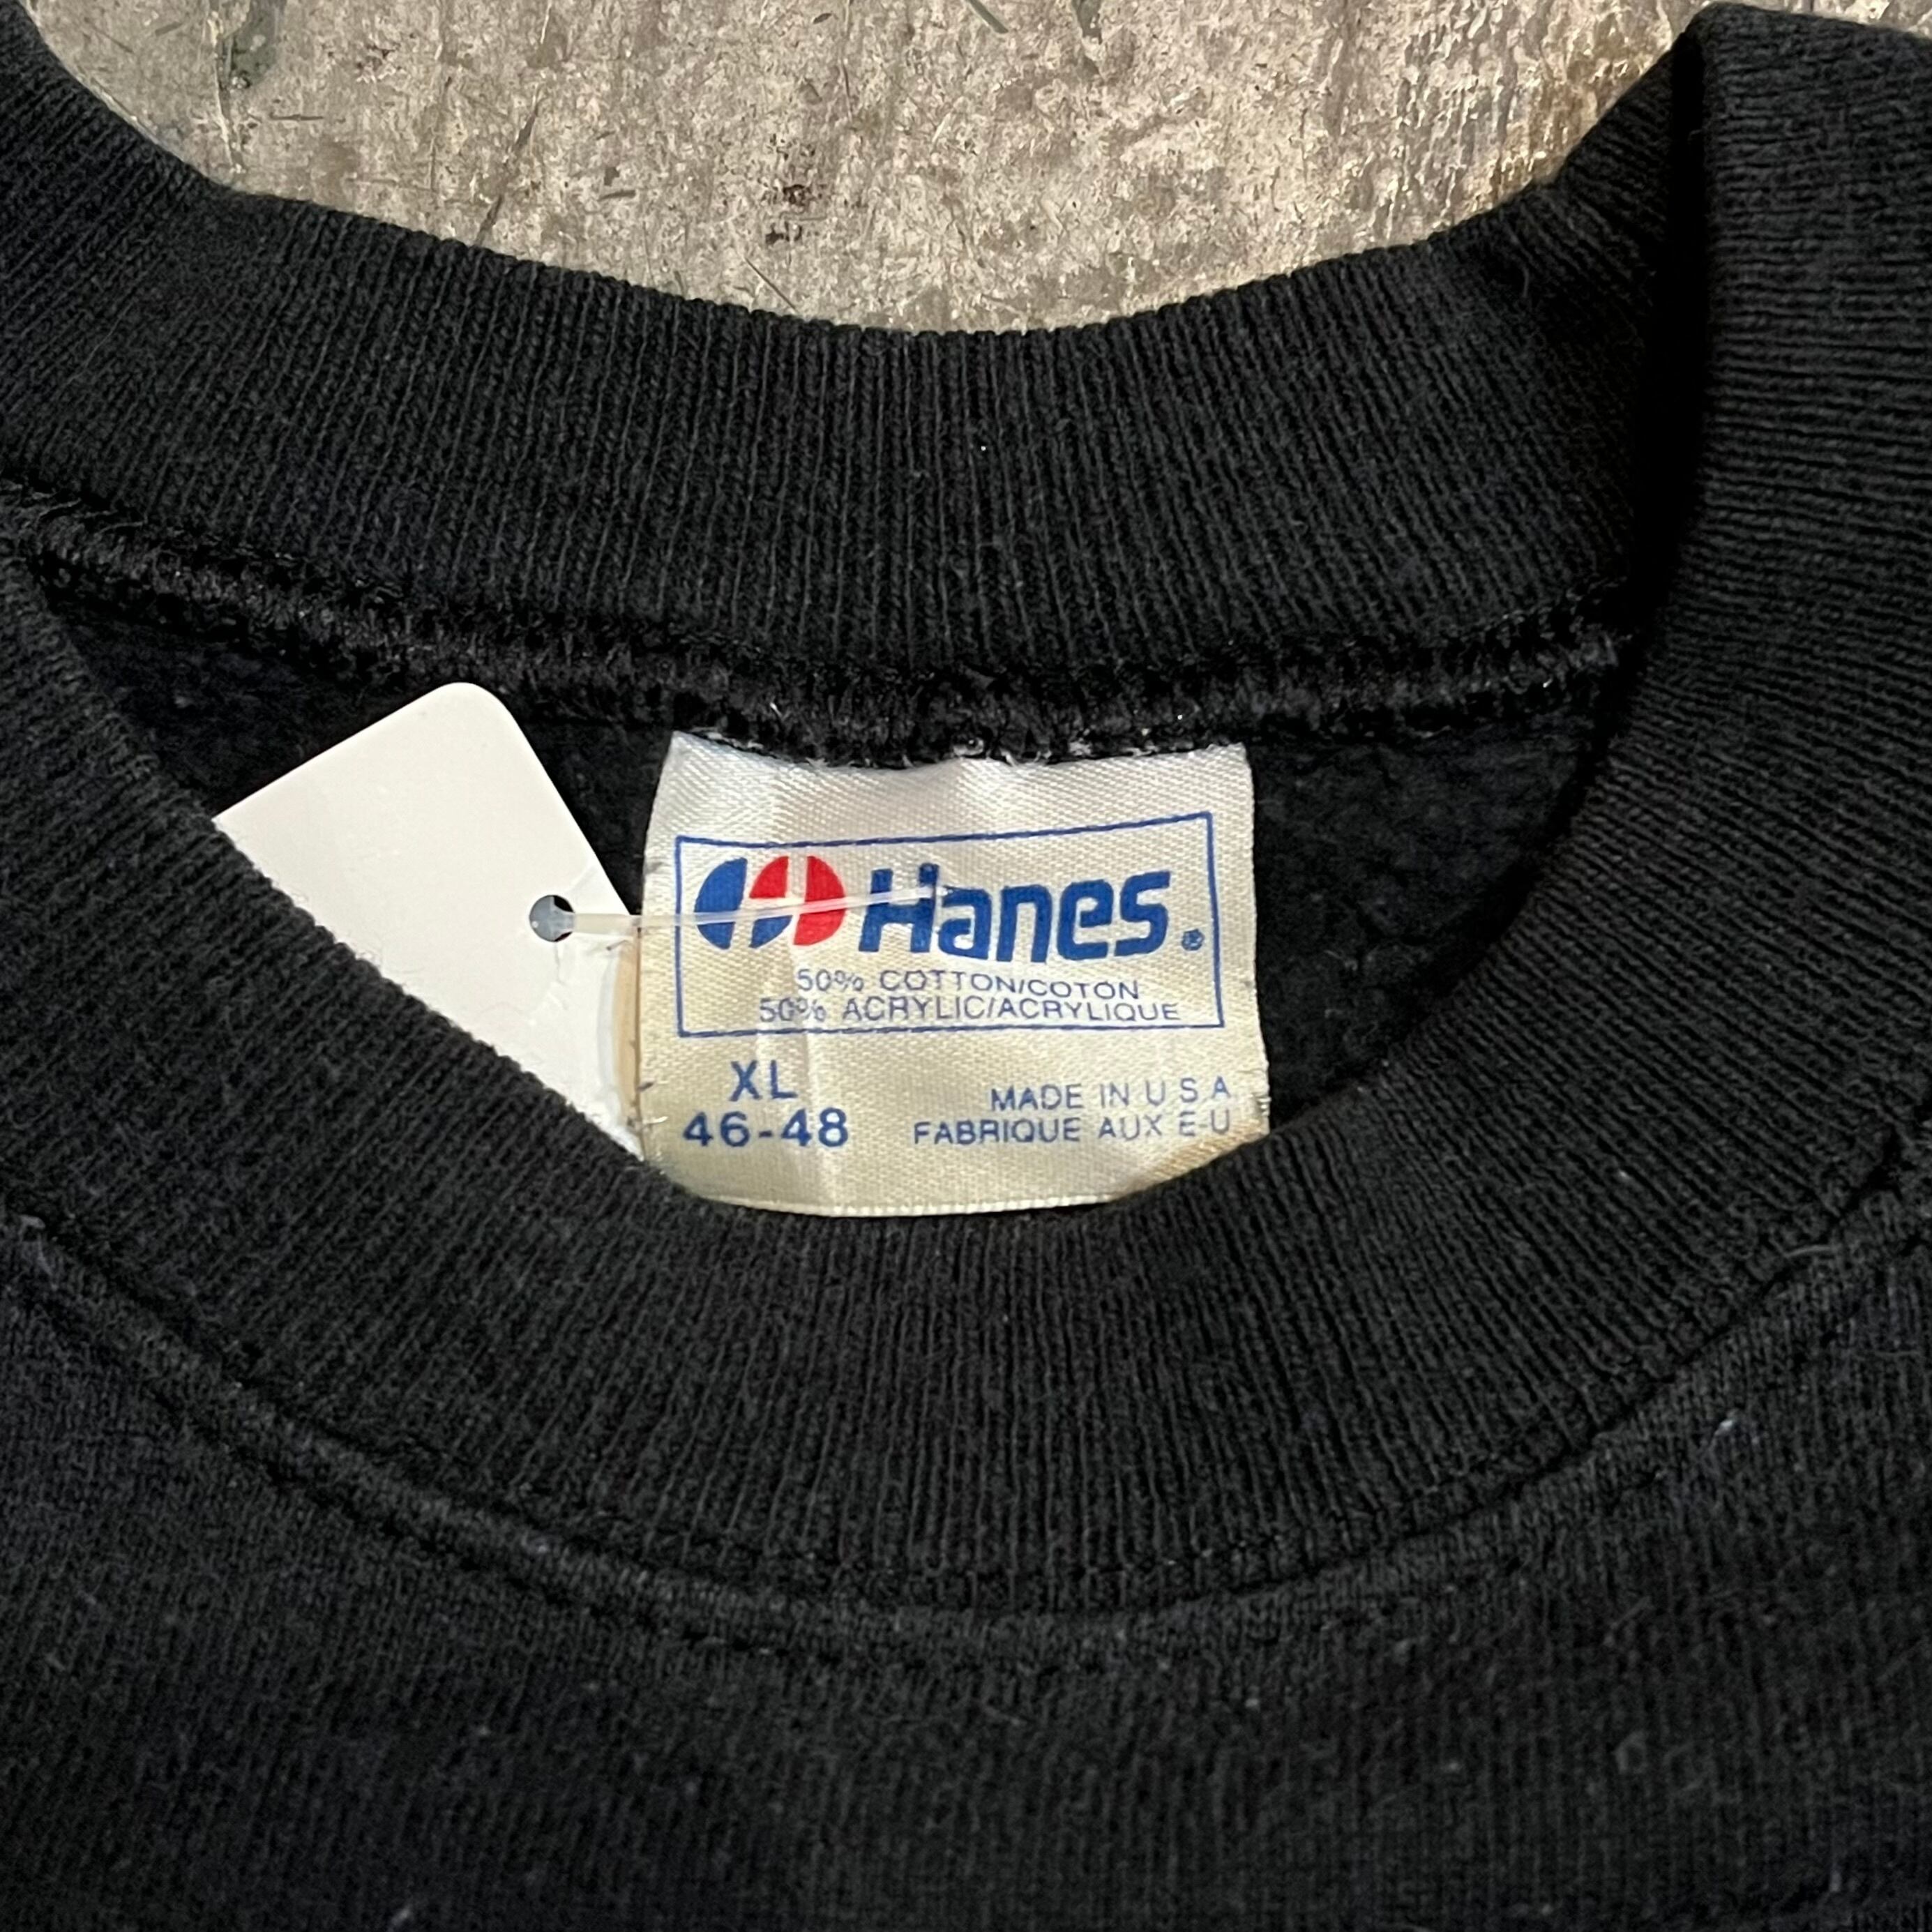 Hanes®
50% COTTON/COTON
50% ACRYLIC/ACRYLIQUE
XL
46-48
MADE IN U S A
FABRIQUE AUX E-U